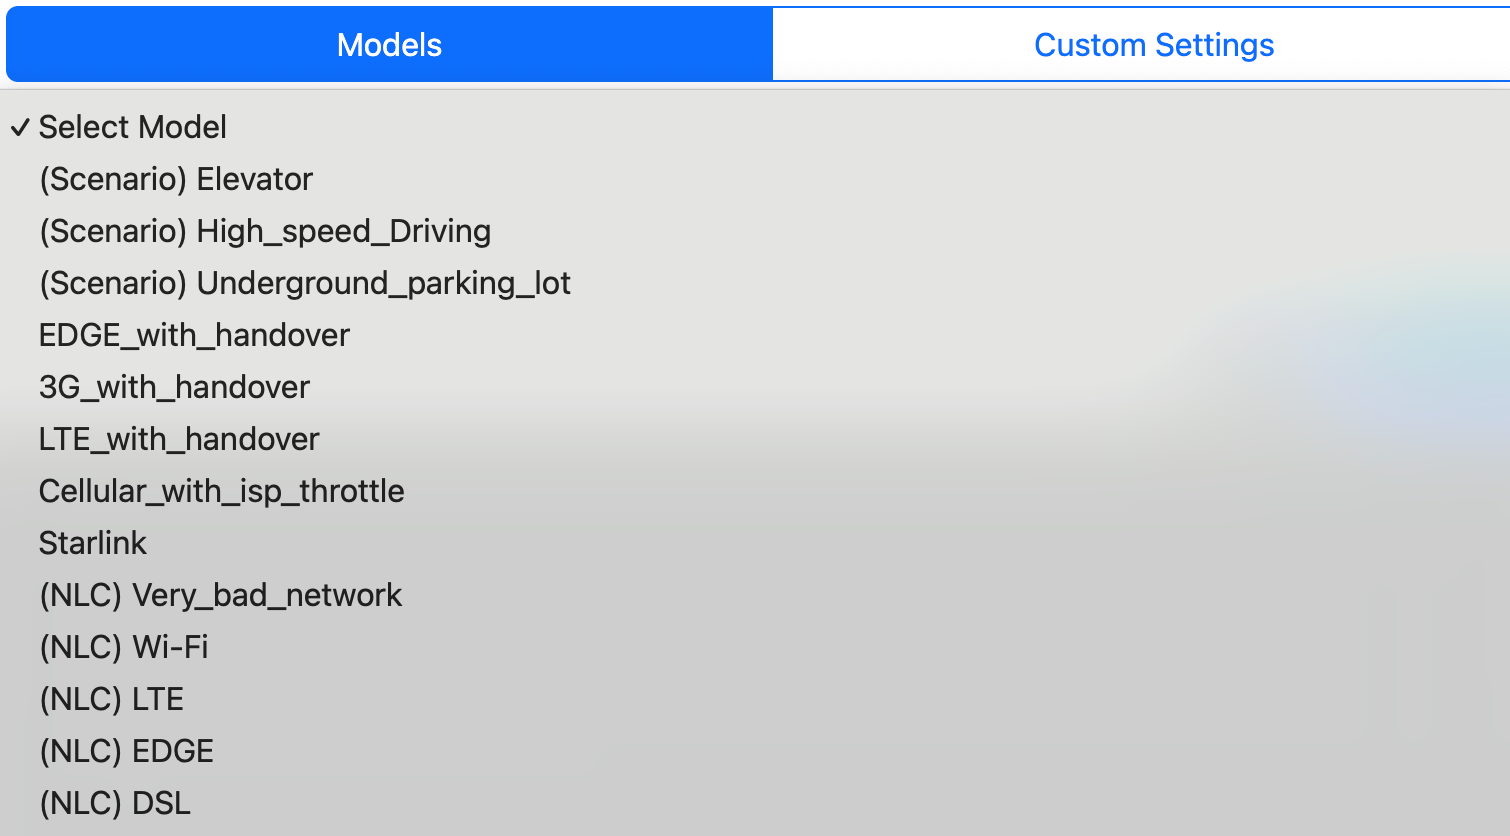 Models
Custom Settings
✓ Select Model
(Scenario) Elevator
(Scenario) High_speed_Driving
(Scenario) Underground_parking_lot
EDGE_with_handover
3G_with_handover
LTE_with_handover
Cellular_with_isp_throttle
Starlink
(NLC) Very_bad_network
(NLC) Wi-Fi
(NLC) LTE
(NLC) EDGE
(NLC) DSL